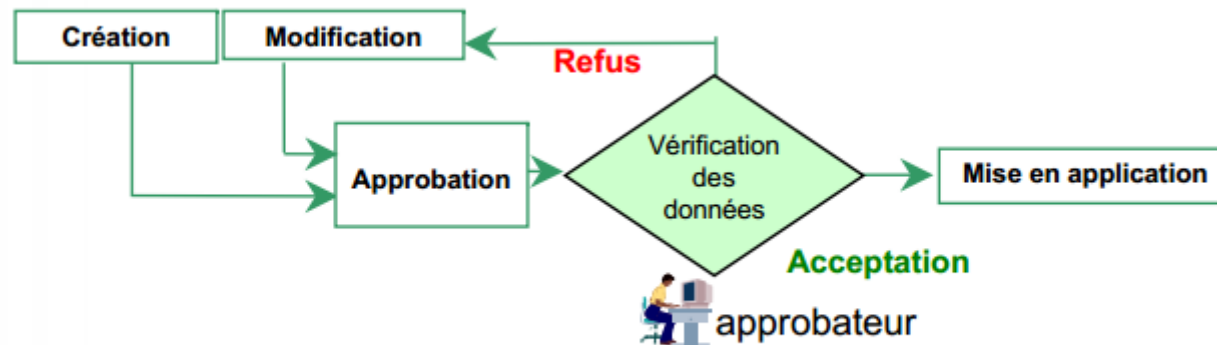 Création
Modification
Refus
Approbation
Vérification
des
données
Mise en application
Acceptation
approbateur